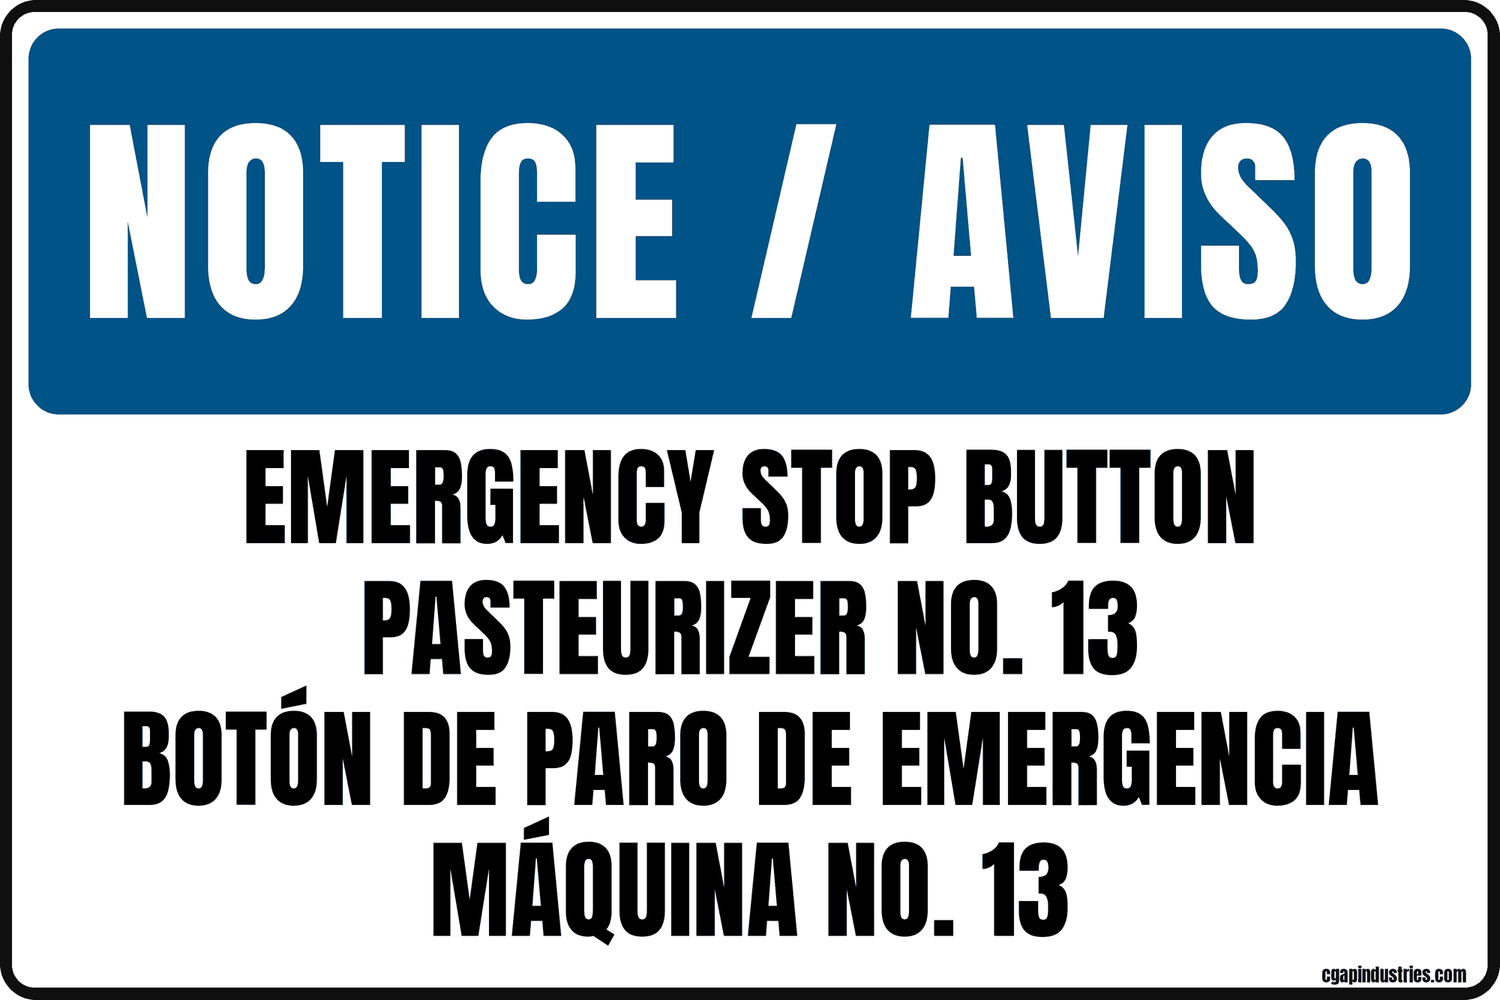 NOTICE / AVISO
EMERGENCY STOP BUTTON
PASTEURIZER NO. 13
BOTÓN DE PARO DE EMERGENCIA
MÁQUINA NO. 13
cgapindustries.com